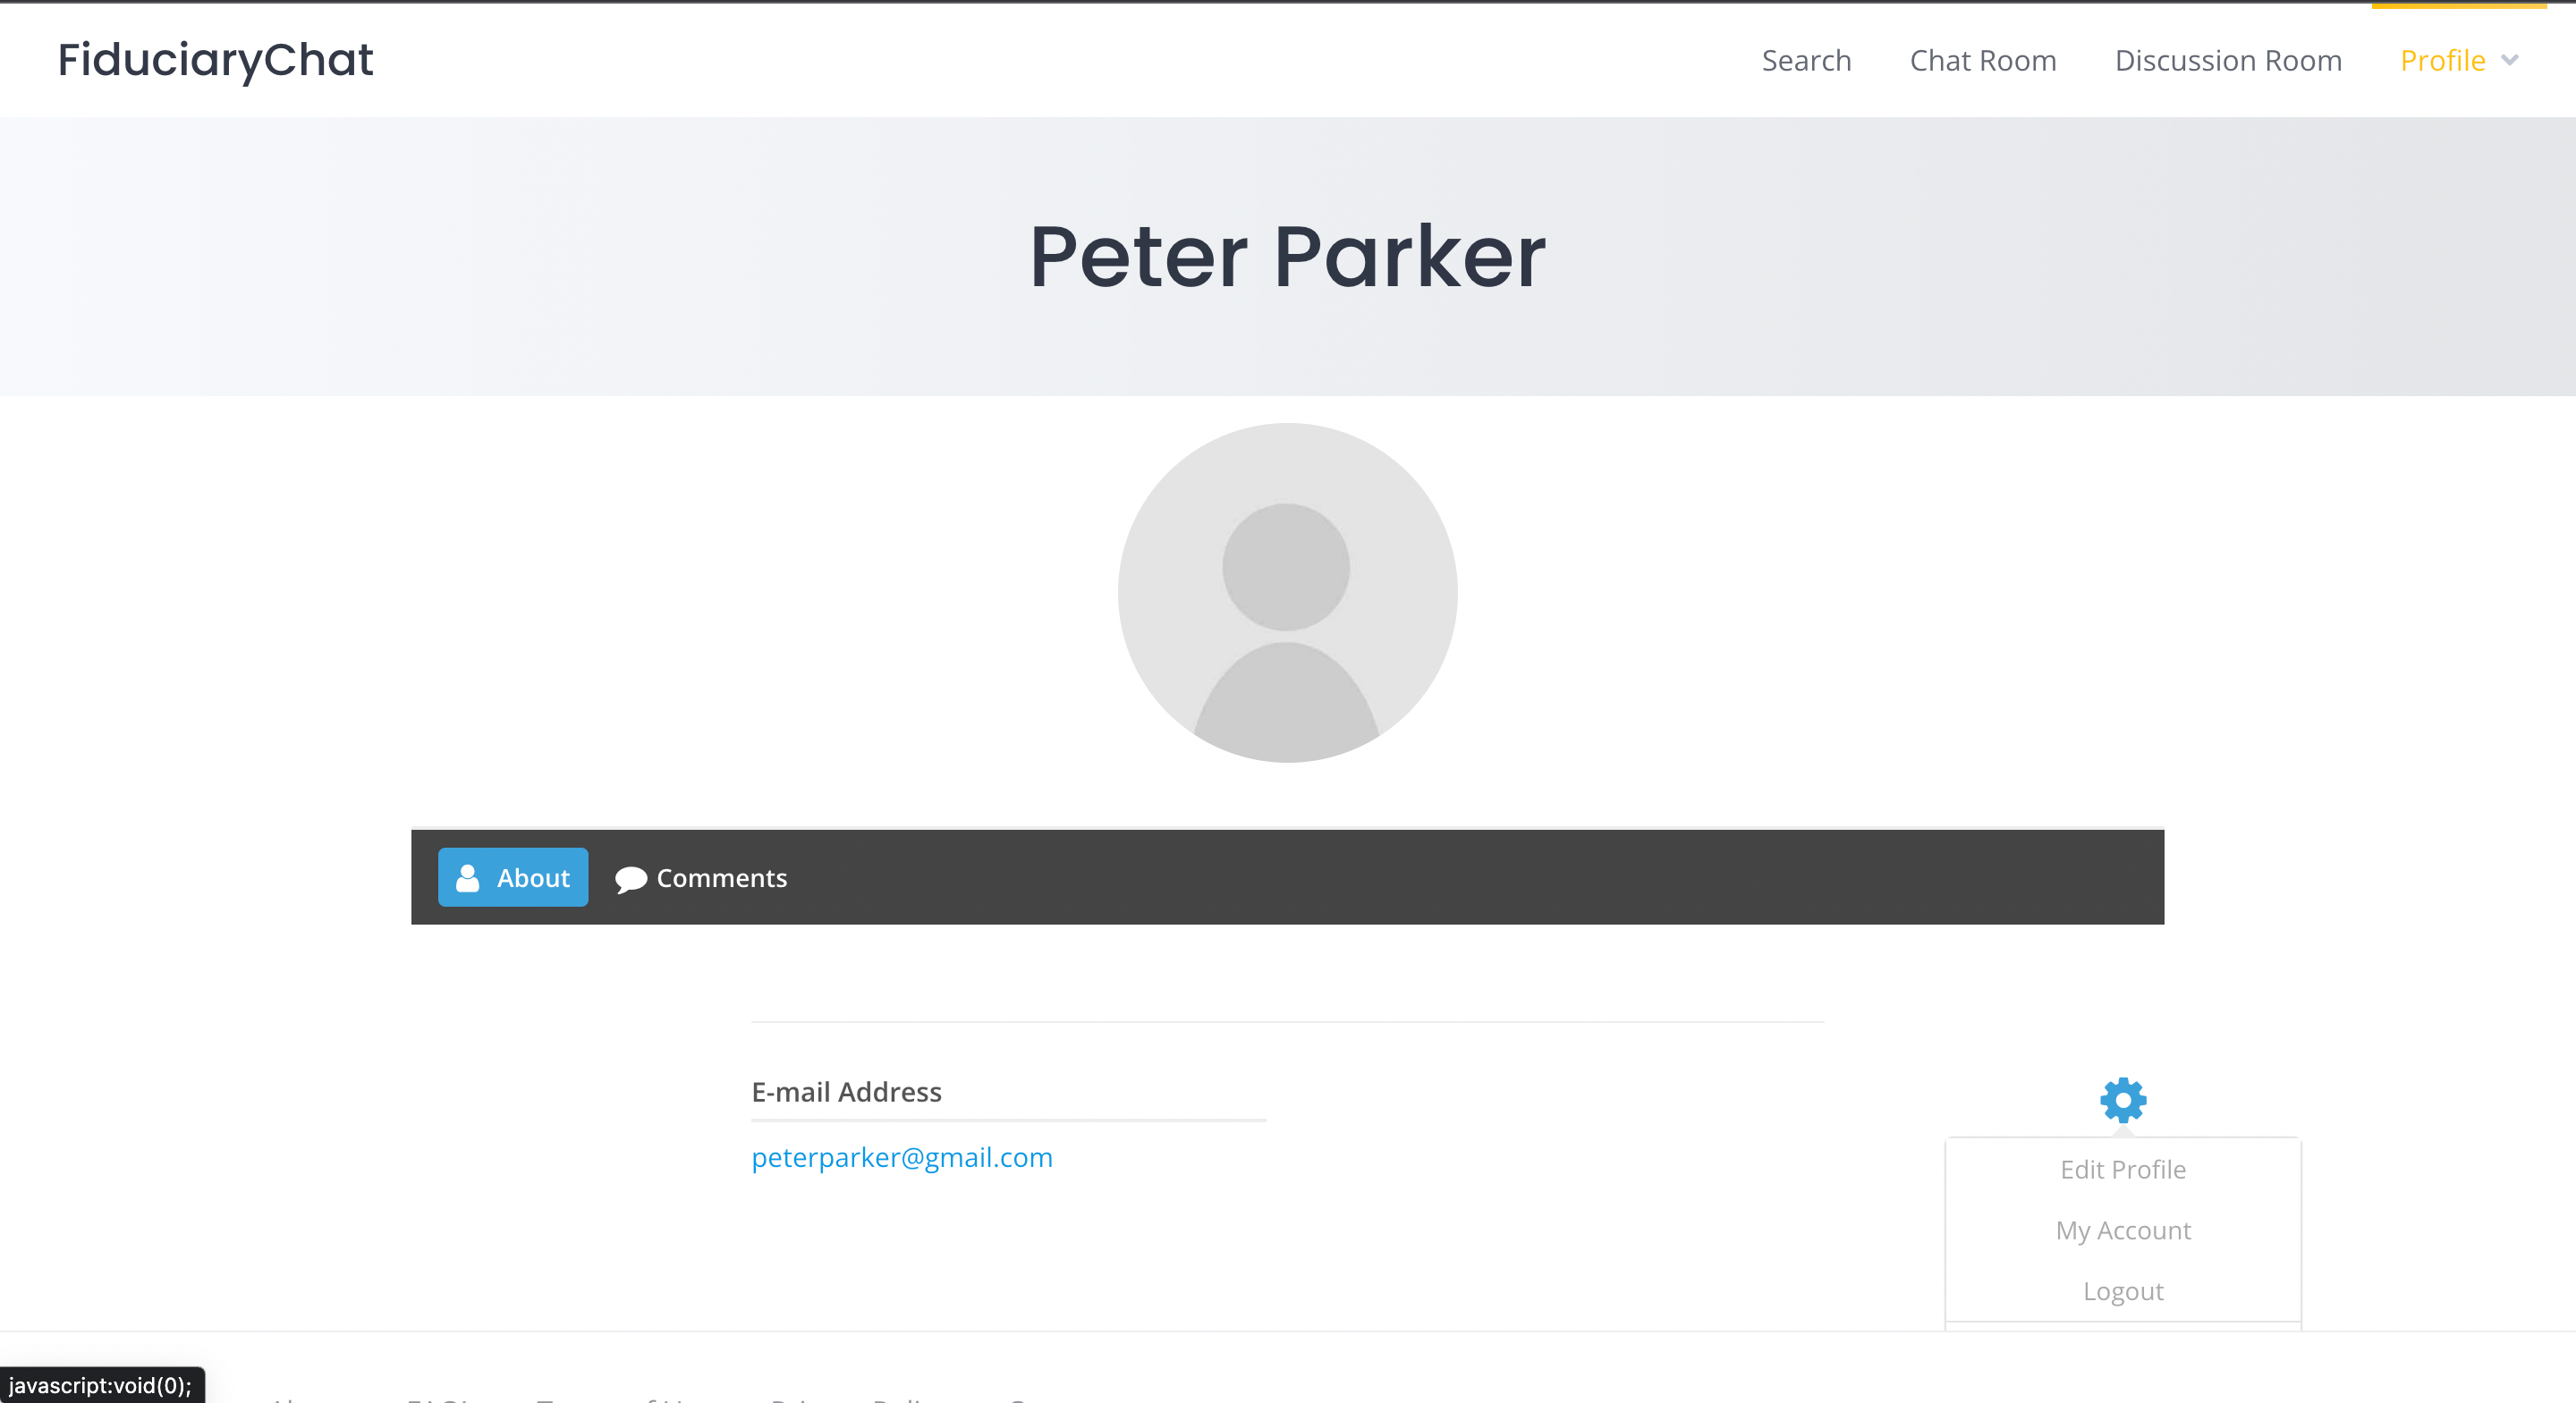 FiduciaryChat
Search Chat Room Discussion Room Profile
Peter Parker
About Comments
E-mail Address
peterparker@gmail.com
Edit Profile
My Account
Logout
javascript:void(0);